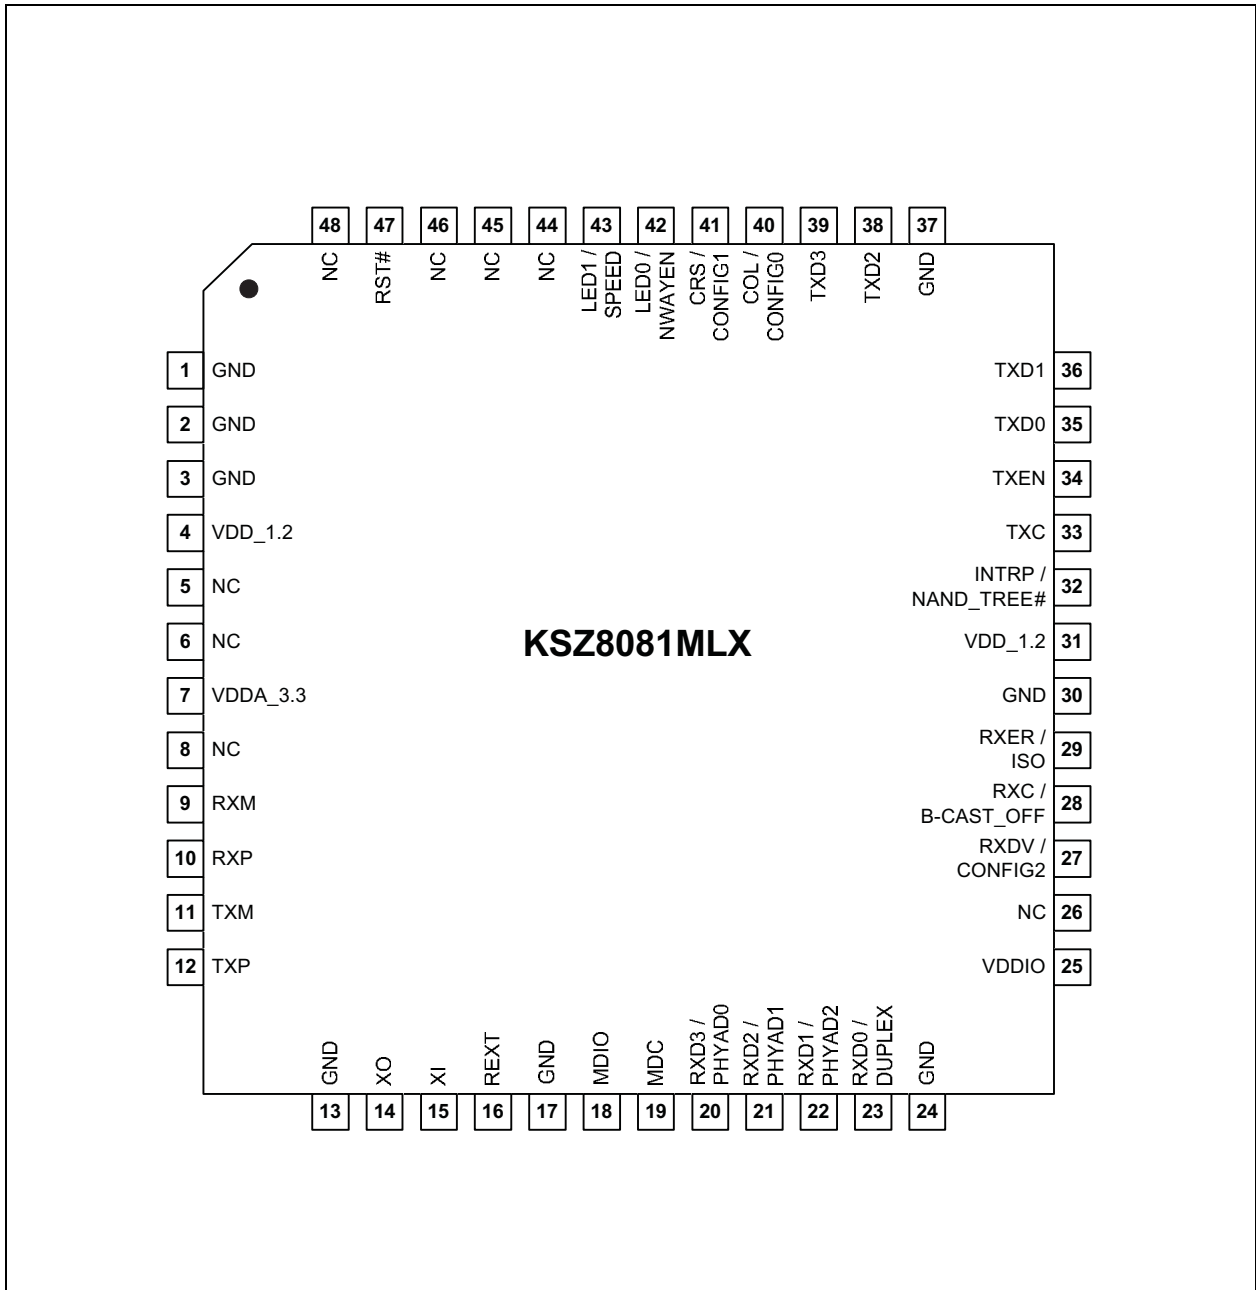 48 47 46 45 44 43 42 41 40 39 38 37
NC
RST#
NC
NC
NC
LED1 /
SPEED
LED0 /
NWAYEN
CRS /
CONFIG1
COL /
CONFIG0
TXD3
TXD2
GND
1 GND
2 GND
3 GND
4 VDD_1.2
5 NC
6 NC
7 VDDA_3.3
8 NC
9 RXM
10 RXP
11 TXM
12 TXP
KSZ8081MLX
TXD1 36
TXD0 35
TXEN 34
TXC 33
INTRP /
NAND_TREE# 32
VDD_1.2 31
GND 30
RXER /
ISO 29
RXC /
B-CAST_OFF 28
RXDV /
CONFIG2 27
NC 26
VDDIO 25
GND
XO
XI
REXT
GND
MDIO
MDC
RXD3 /
PHYAD0
RXD2 /
PHYAD1
RXD1 /
PHYAD2
RXD0 /
DUPLEX
GND
13 14 15 16 17 18 19 20 21 22 23 24